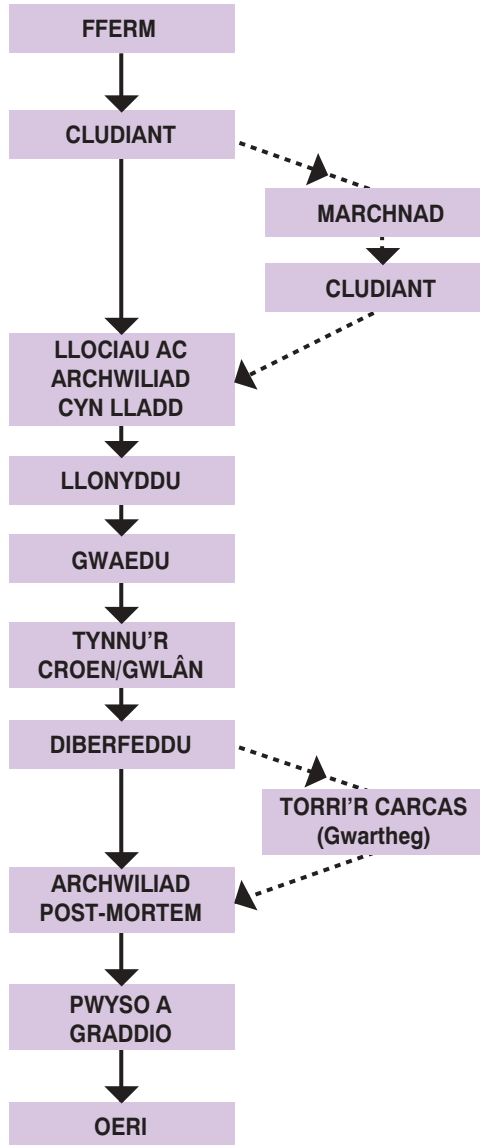 FFERM
CLUDIANT
MARCHNAD
CLUDIANT
LLOCIAU AC
ARCHWILIAD
CYN LLADD
LLONYDDU
GWAEDU
TYNNU'R
CROEN/GWLÂN
DIBERFEDDU
TORRI'R CARCAS
(Gwartheg)
ARCHWILIAD
POST-MORTEM
PWYSO A
GRADDIO
OERI